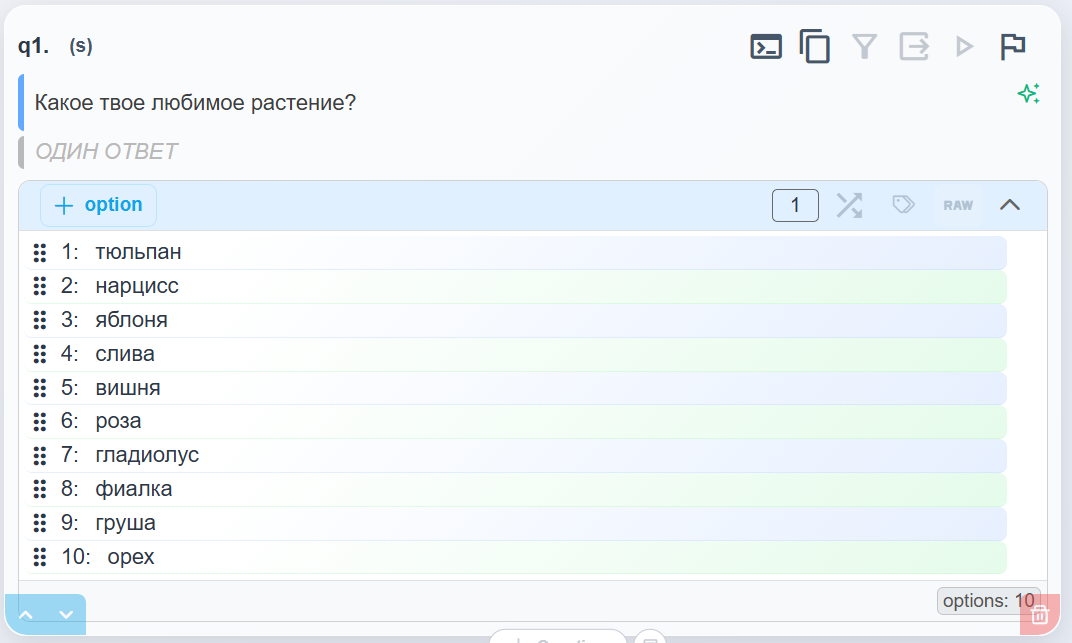 q1. (s)
Какое твое любимое растение?
ОДИН ОТВЕТ
+ option 1 RAW
1: тюльпан
2: нарцисс
3: яблоня
4: слива
5: вишня
6: роза
7: гладиолус
8: фиалка
9: груша
10: орех
options: 10